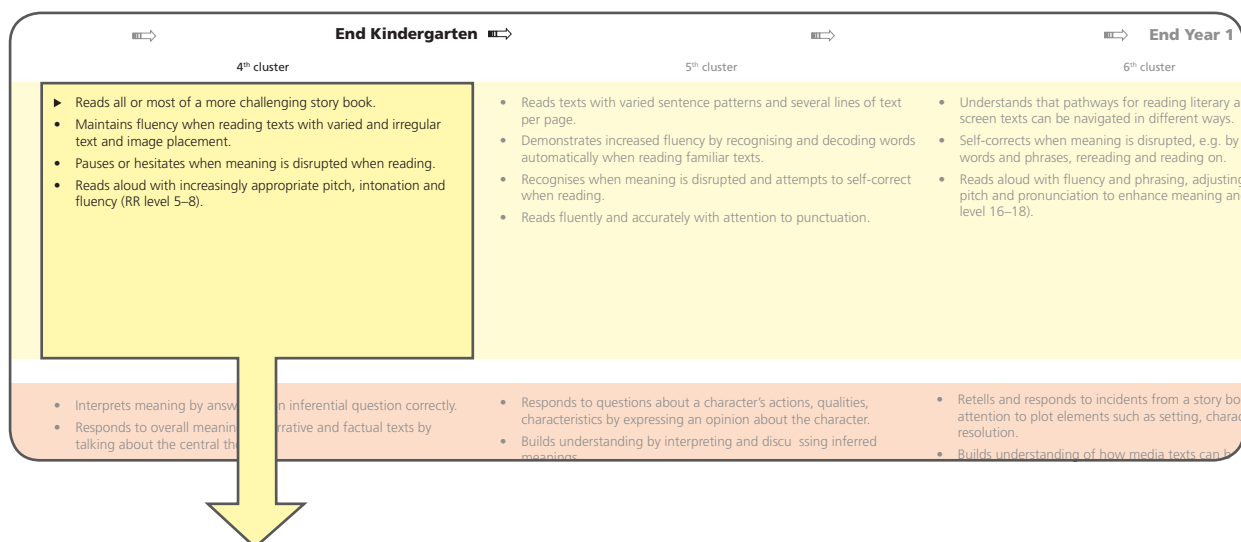 End Kindergarten
End Year 1
4th cluster
5th cluster
6th cluster
▶ Reads all or most of a more challenging story book.
• Maintains fluency when reading texts with varied and irregular
text and image placement.
• Pauses or hesitates when meaning is disrupted when reading.
• Reads aloud with increasingly appropriate pitch, intonation and
fluency (RR level 5–8).
• Reads texts with varied sentence patterns and several lines of text
per page.
• Demonstrates increased fluency by recognising and decoding words
automatically when reading familiar texts.
• Recognises when meaning is disrupted and attempts to self-correct
when reading.
• Reads fluently and accurately with attention to punctuation.
• Understands that pathways for reading literary a
screen texts can be navigated in different ways.
• Self-corrects when meaning is disrupted, e.g. by
words and phrases, rereading and reading on.
• Reads aloud with fluency and phrasing, adjusting
pitch and pronunciation to enhance meaning an
level 16–18).
• Interprets meaning by answ n inferential question correctly.
• Responds to overall meanin rrative and factual texts by
talking about the central th
• Responds to questions about a character's actions, qualities,
characteristics by expressing an opinion about the character.
• Builds understanding by interpreting and discu ssing inferred
meanings
• Retells and responds to incidents from a story bo
attention to plot elements such as setting, charac
resolution.
• Builds understanding of how media texts can b